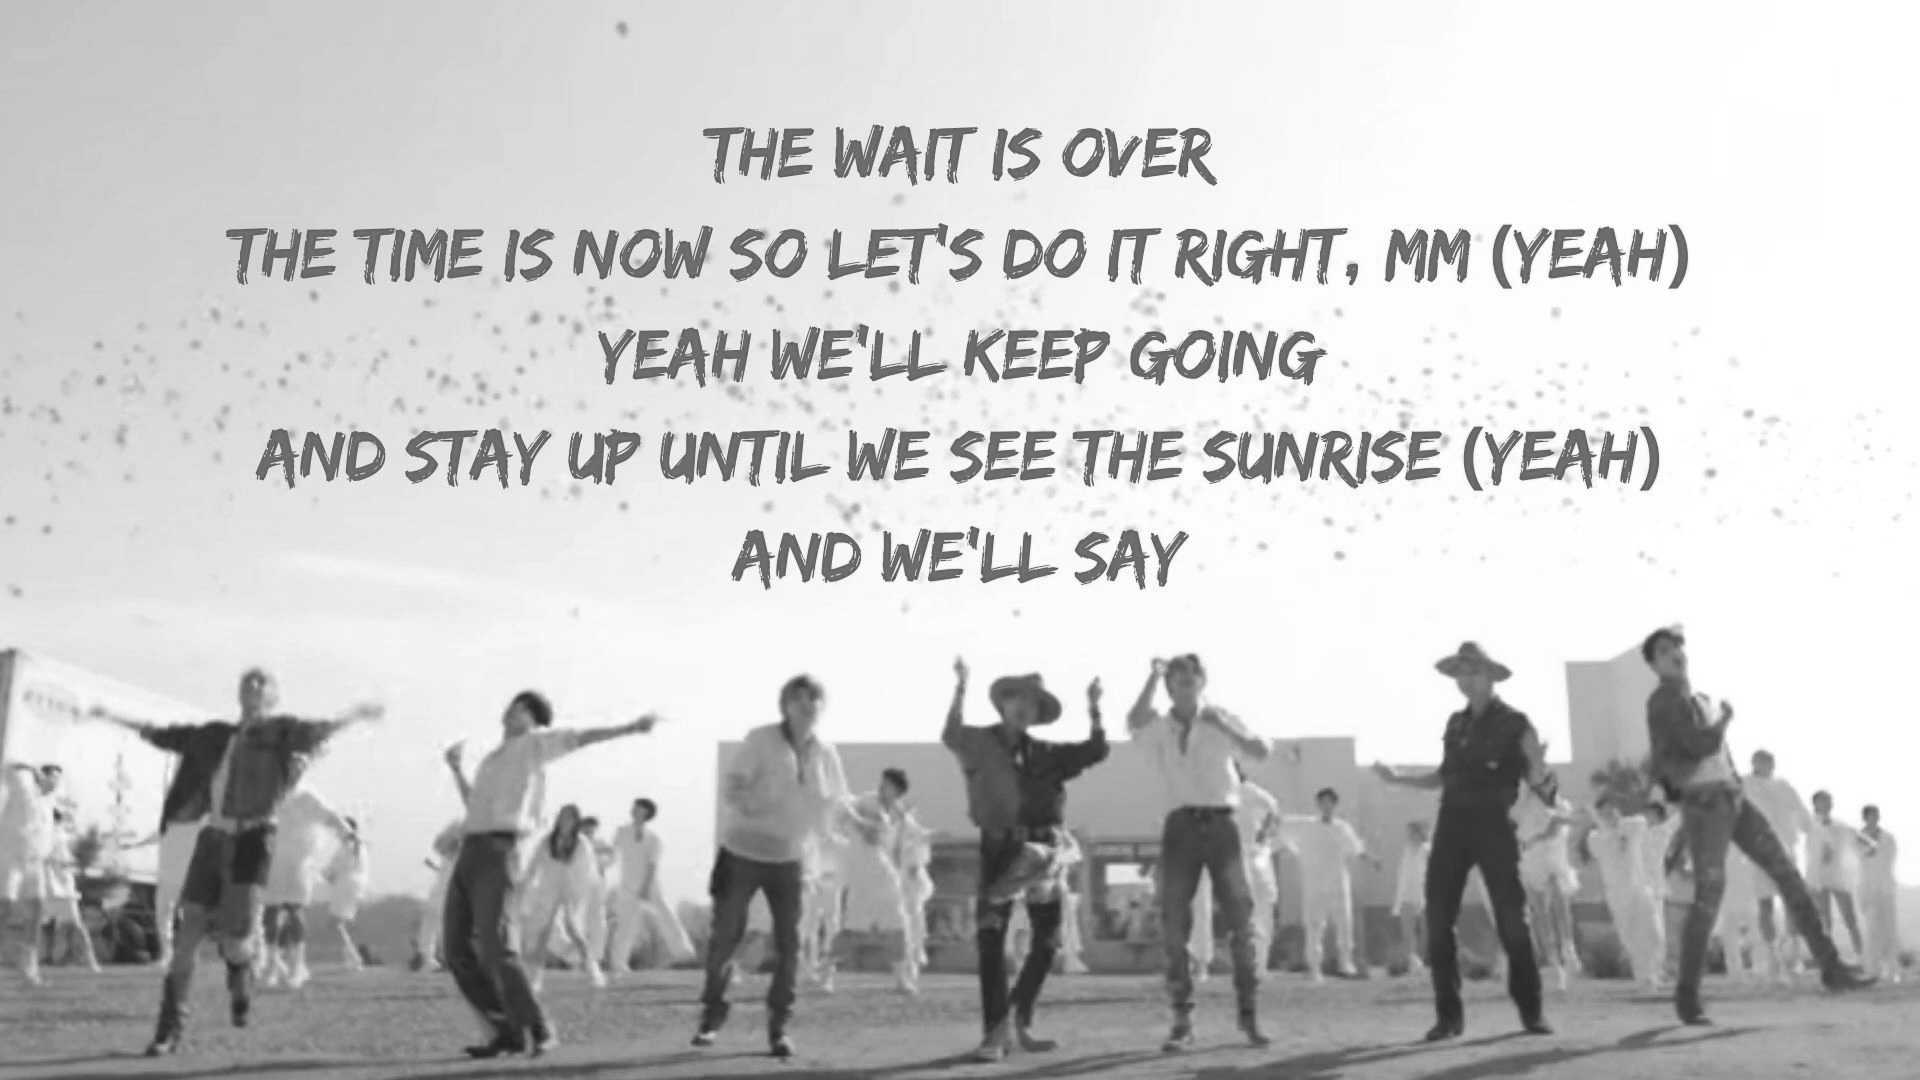 THE WAIT IS OVER
THE TIME IS NOW SO LET'S DO IT RIGHT, MM (YEAH)
YEAH WE'LL KEEP GOING
AND STAY UP UNTIL WE SEE THE SUNRISE (YEAH)
AND WE'LL SAY